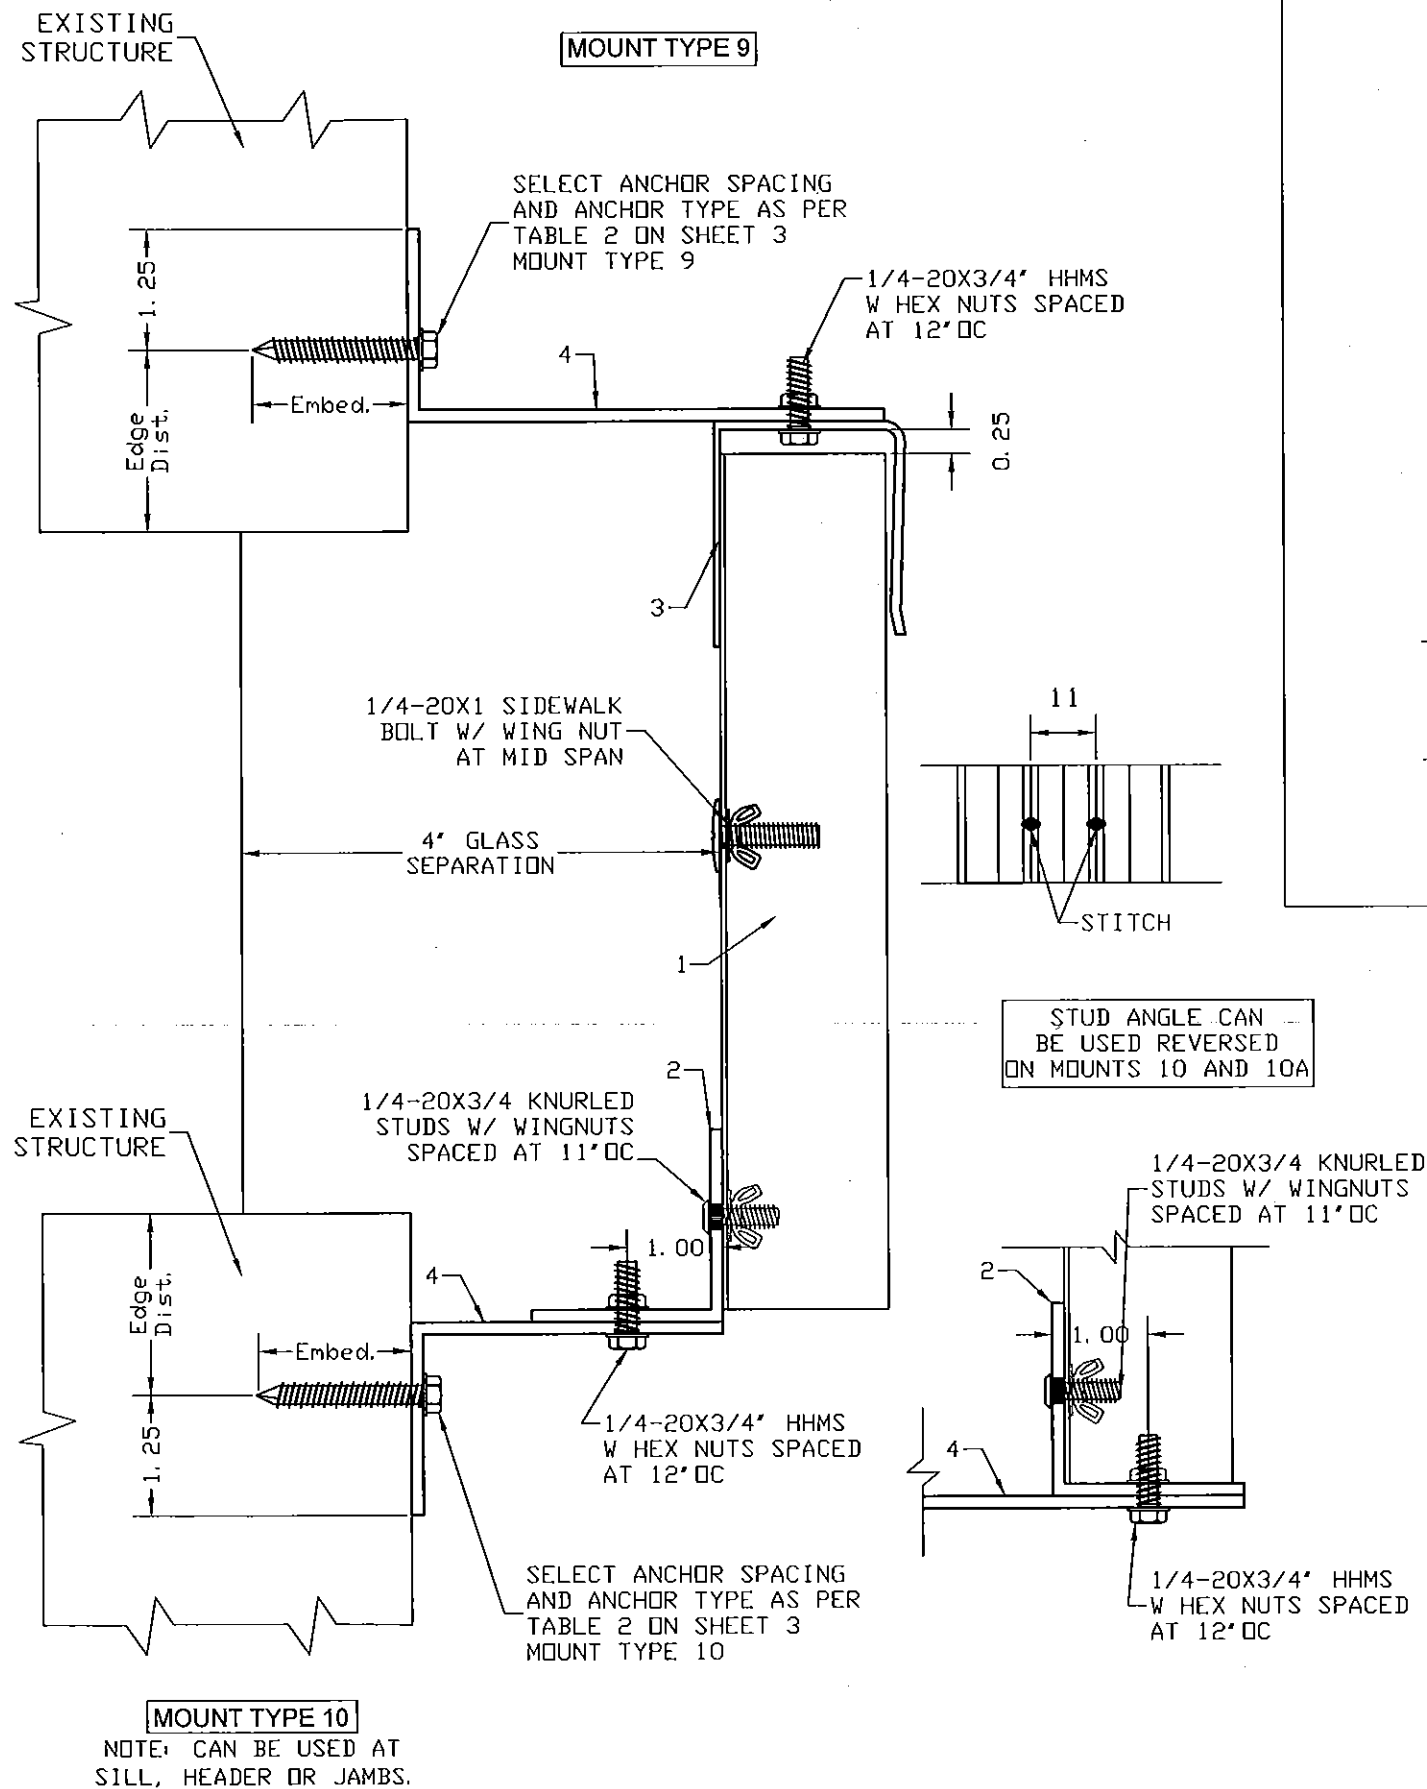 EXISTING
STRUCTURE
MOUNT TYPE 9
SELECT ANCHOR SPACING
AND ANCHOR TYPE AS PER
TABLE 2 ON SHEET 3
MOUNT TYPE 9
1/4-20X3/4" HHMS
W HEX NUTS SPACED
AT 12" OC
1.25
4
Embed.
Edge
Dist.
0.25
3
1/4-20X1 SIDEWALK
BOLT W/ WING NUT
AT MID SPAN
11
4" GLASS
SEPARATION
STITCH
1
STUD ANGLE CAN
BE USED REVERSED
ON MOUNTS 10 AND 10A
2
1/4-20X3/4 KNURLED
STUDS W/ WINGNUTS
SPACED AT 11" OC
EXISTING
STRUCTURE
1/4-20X3/4 KNURLED
STUDS W/ WINGNUTS
SPACED AT 11" OC
1.00
4
2
Edge
Dist.
Embed.
1.00
1.25
1/4-20X3/4" HHMS
W HEX NUTS SPACED
AT 12" OC
4
SELECT ANCHOR SPACING
AND ANCHOR TYPE AS PER
TABLE 2 ON SHEET 3
MOUNT TYPE 10
1/4-20X3/4" HHMS
W HEX NUTS SPACED
AT 12" OC
MOUNT TYPE 10
NOTE: CAN BE USED AT
SILL, HEADER OR JAMBS.